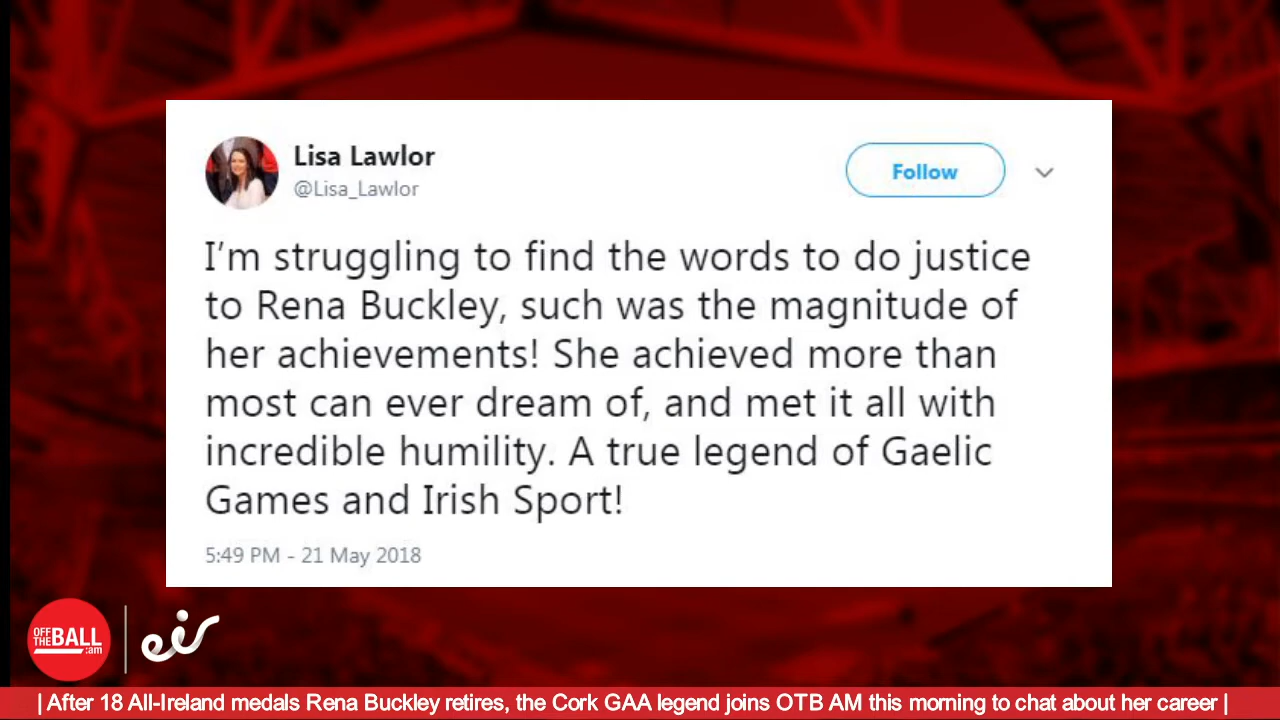 Lisa Lawlor
@Lisa_Lawlor
Follow
I'm struggling to find the words to do justice
to Rena Buckley, such was the magnitude of
her achievements! She achieved more than
most can ever dream of, and met it all with
incredible humility. A true legend of Gaelic
Games and Irish Sport!
5:49 PM - 21 May 2018
OFF
THE BALL
:am
eir
| After 18 All-Ireland medals Rena Buckley retires, the Cork GAA legend joins OTB AM this morning to chat about her career |